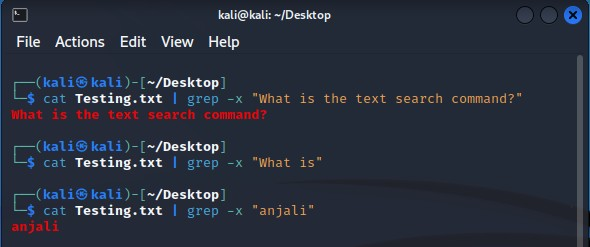 kali@kali: ~/Desktop
File Actions Edit View Help
┌──(kali㉿kali)-[~/Desktop]
└─$ cat Testing.txt | grep -x "What is the text search command?"
What is the text search command?
┌──(kali㉿kali)-[~/Desktop]
└─$ cat Testing.txt | grep -x "What is"
┌──(kali㉿kali)-[~/Desktop]
└─$ cat Testing.txt | grep -x "anjali"
anjali